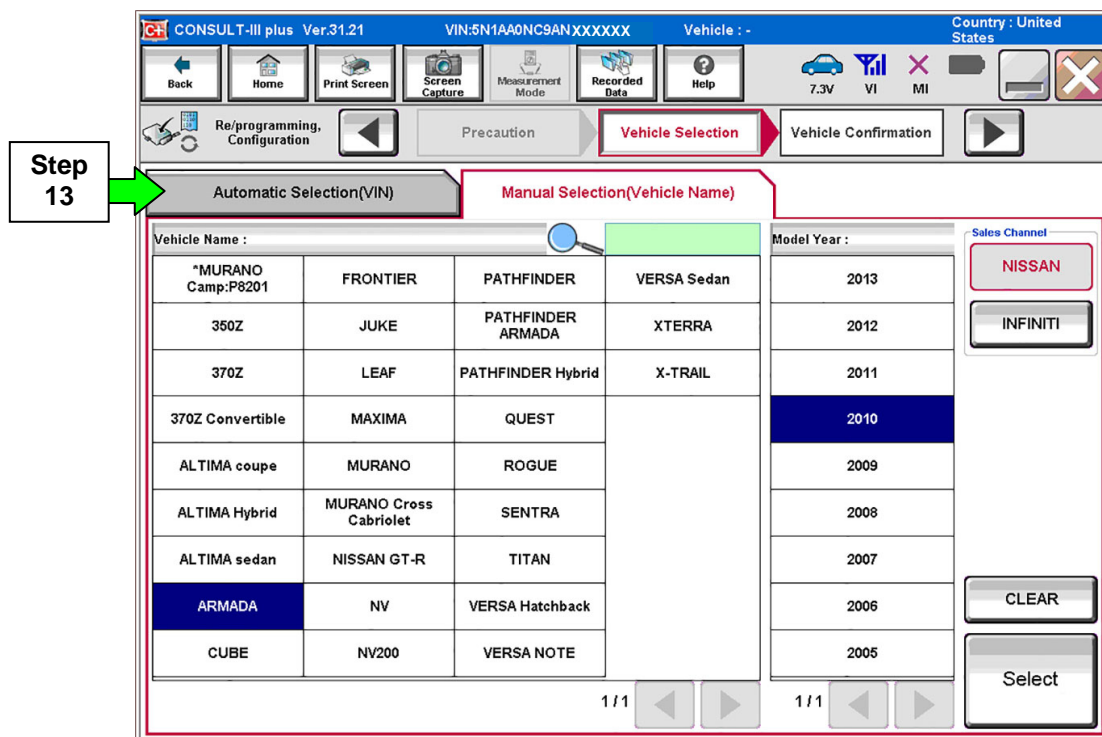 C+ CONSULT-III plus Ver.31.21 VIN:5N1AA0NC9ANXXXXXX Vehicle : - Country : United
States
Back Home Print Screen Screen
Capture Measurement
Mode Recorded
Data Help 7.3V VI MI
Re/programming,
Configuration Precaution Vehicle Selection Vehicle Confirmation
Step
13
Automatic Selection(VIN) Manual Selection(Vehicle Name)
Vehicle Name : Model Year : Sales Channel
*MURANO
Camp:P8201 FRONTIER PATHFINDER VERSA Sedan 2013 NISSAN
350Z JUKE PATHFINDER
ARMADA XTERRA 2012 INFINITI
370Z LEAF PATHFINDER Hybrid X-TRAIL 2011
370Z Convertible MAXIMA QUEST 2010
ALTIMA coupe MURANO ROGUE 2009
ALTIMA Hybrid MURANO Cross
Cabriolet SENTRA 2008
ALTIMA sedan NISSAN GT-R TITAN 2007
ARMADA NV VERSA Hatchback 2006 CLEAR
CUBE NV200 VERSA NOTE 2005
Select
1/1 1/1